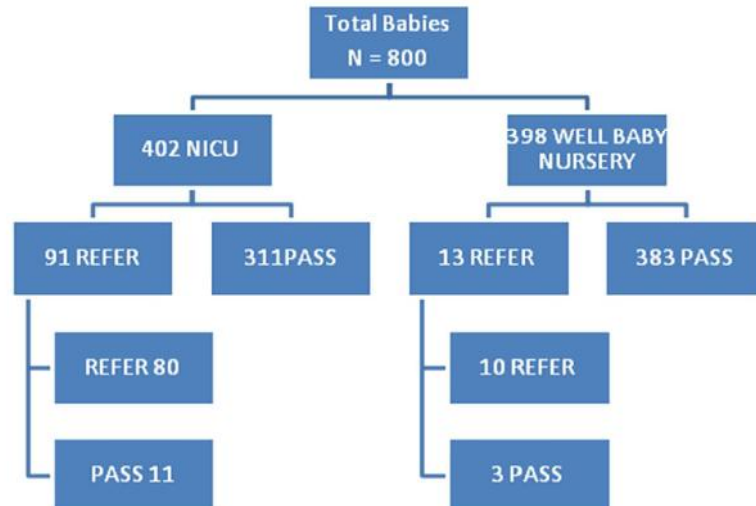 Total Babies
N = 800
402 NICU
398 WELL BABY
NURSERY
91 REFER
311PASS
13 REFER
383 PASS
REFER 80
10 REFER
PASS 11
3 PASS